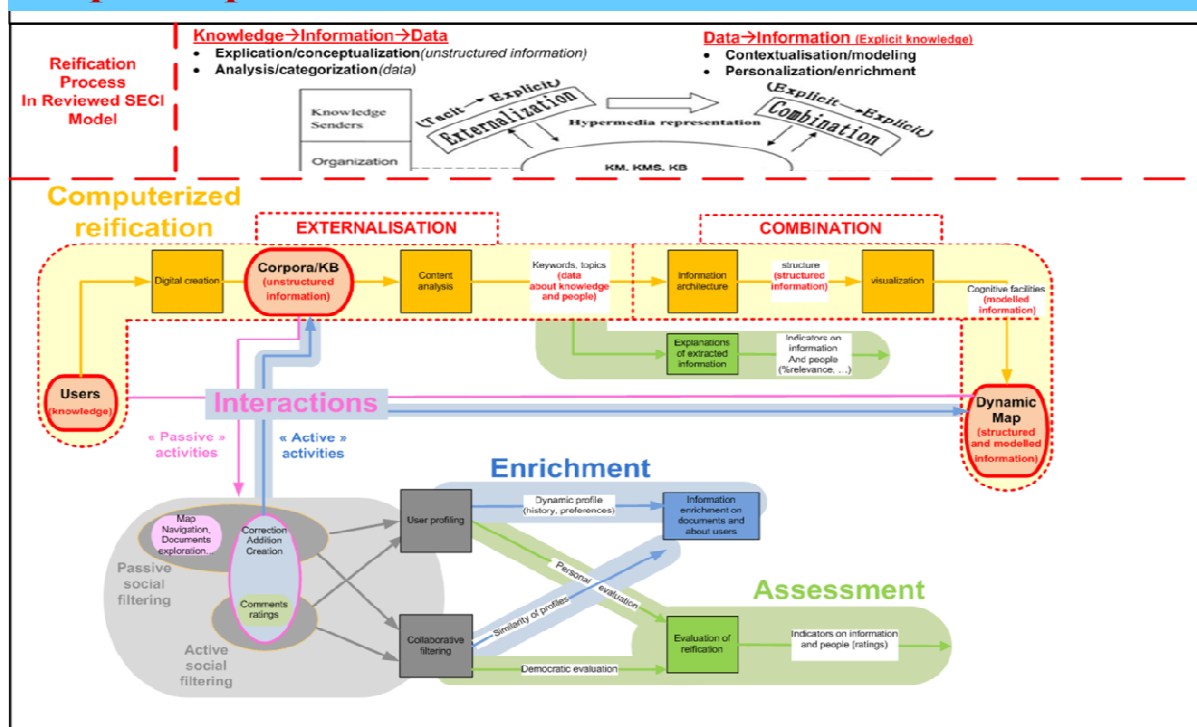 Reification
Process
In Reviewed SECI
Model
Knowledge→Information→Data
• Explication/conceptualization(unstructured information)
• Analysis/categorization(data)
Data→Information (Explicit knowledge)
• Contextualisation/modeling
• Personalization/enrichment
Knowledge
Senders
Organization
(Tacit → Explicit)
Externalization
Hypermedia representation
(Explicit → Explicit)
Combination
KM, KMS, KB
Computerized
reification
EXTERNALISATION
COMBINATION
Digital creation
Corpora/KB
(unstructured
information)
Content
analysis
Keywords, topics
(data
about knowledge
and people)
Information
architecture
structure
(structured
information)
visualization
Cognitive facilities
(modelled
information)
Explanations
of extracted
information
Indicators on
information
And people
(%relevance, ...)
Users
(knowledge)
Interactions
Dynamic
Map
(structured
and modelled
information)
« Passive »
activities
« Active »
activities
Enrichment
Map
Navigation,
Documents
exploration...
Correction
Addition
Creation
User profiling
Dynamic profile
(history, preferences)
Information
enrichment on
documents and
about users
Passive
social
filtering
Comments
ratings
Personal evaluation
Similarity of profiles
Assessment
Active
social
filtering
Collaborative
filtering
Democratic evaluation
Evaluation of
reification
Indicators on information
and people (ratings)